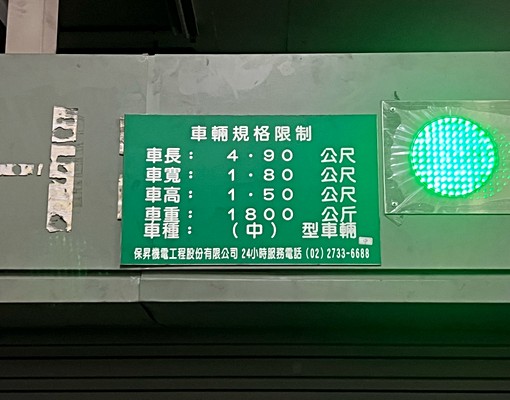 車輛規格限制
車長： 4.90 公尺
車寬： 1.80 公尺
車高： 1.50 公尺
車重： 1800 公斤
車種：（中）型車輛
保昇機電工程股份有限公司 24小時服務電話 (02) 2733-6688